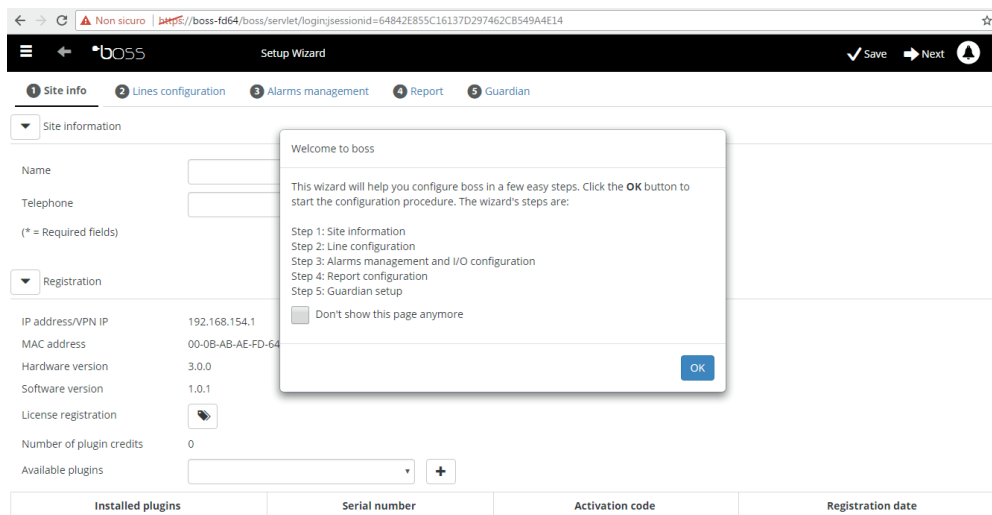 Non sicuro | https://boss-fd64/boss/servlet/login;jsessionid=64842E855C16137D297462CB549A4E14
boss Setup Wizard Save Next
1 Site info 2 Lines configuration 3 Alarms management 4 Report 5 Guardian
Site information
Name
Telephone
(* = Required fields)
Welcome to boss
This wizard will help you configure boss in a few easy steps. Click the OK button to
start the configuration procedure. The wizard's steps are:
Step 1: Site information
Step 2: Line configuration
Step 3: Alarms management and I/O configuration
Step 4: Report configuration
Step 5: Guardian setup
Don't show this page anymore
OK
Registration
IP address/VPN IP 192.168.154.1
MAC address 00-0B-AB-AE-FD-64
Hardware version 3.0.0
Software version 1.0.1
License registration
Number of plugin credits 0
Available plugins
Installed plugins Serial number Activation code Registration date